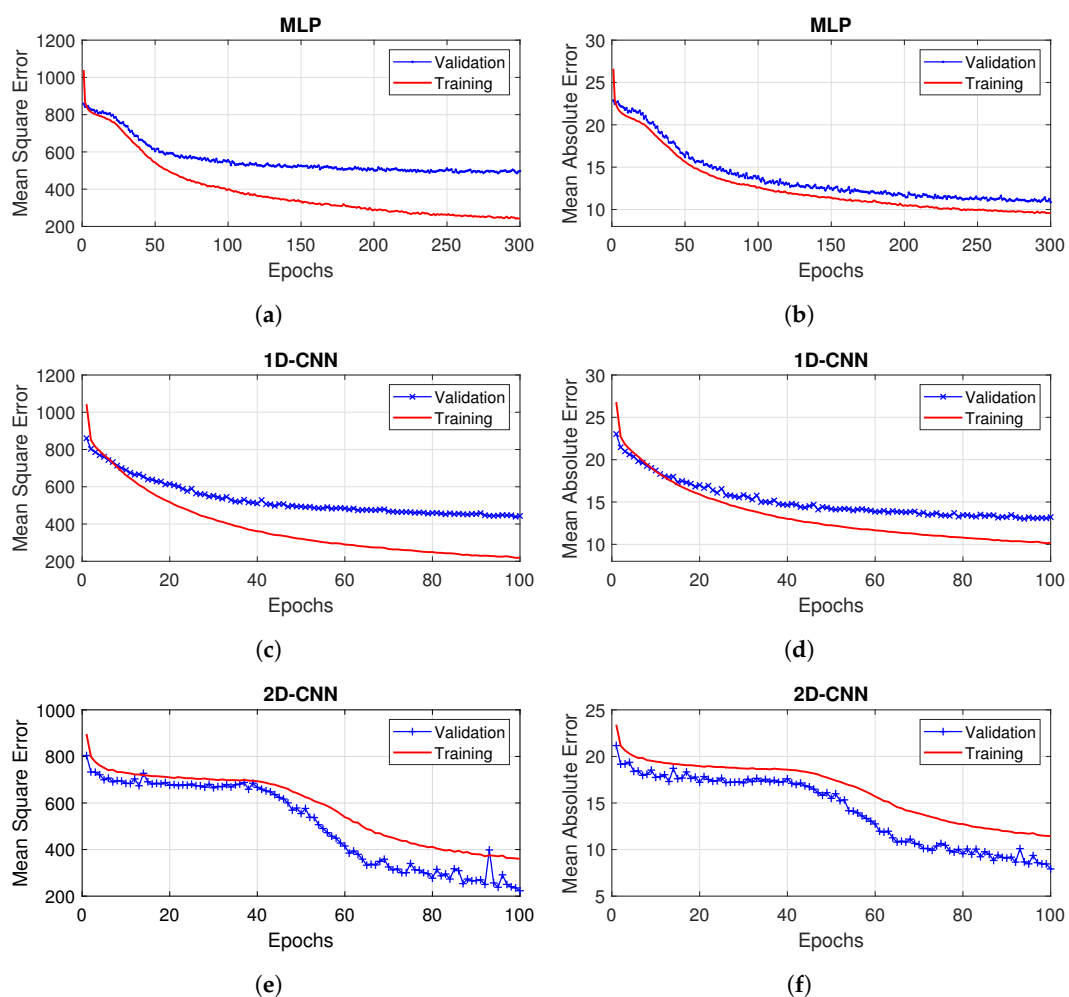 MLP
1200
1000
800
600
400
200
0 50 100 150 200 250 300
Mean Square Error
Epochs
Validation
Training
(a)
MLP
30
25
20
15
10
0 50 100 150 200 250 300
Mean Absolute Error
Epochs
Validation
Training
(b)
1D-CNN
1200
1000
800
600
400
200
0 20 40 60 80 100
Mean Square Error
Epochs
Validation
Training
(c)
1D-CNN
30
25
20
15
10
0 20 40 60 80 100
Mean Absolute Error
Epochs
Validation
Training
(d)
2D-CNN
1000
800
600
400
200
0 20 40 60 80 100
Mean Square Error
Epochs
Validation
Training
(e)
2D-CNN
25
20
15
10
5
0 20 40 60 80 100
Mean Absolute Error
Epochs
Validation
Training
(f)